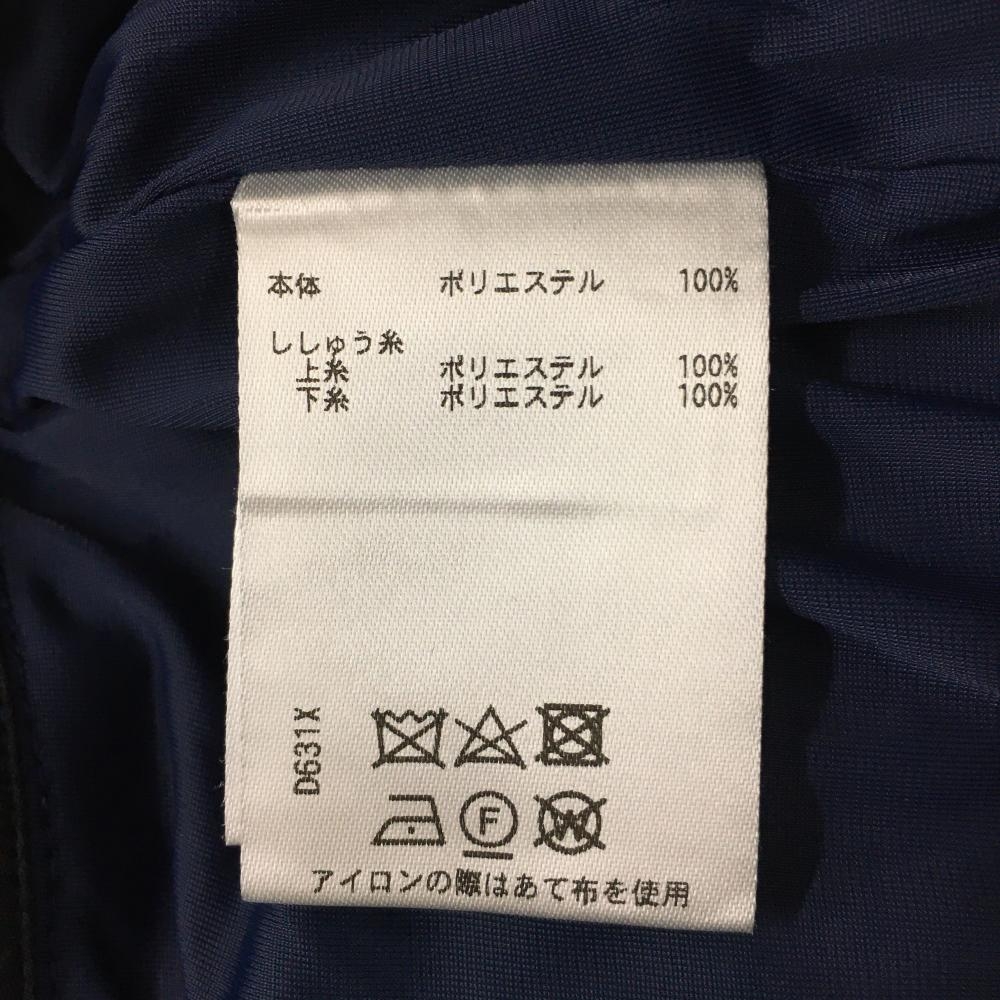 本体 ポリエステル 100%
ししゅう糸
上糸 ポリエステル 100%
下糸 ポリエステル 100%
D631X
F
W
アイロンの際はあて布を使用